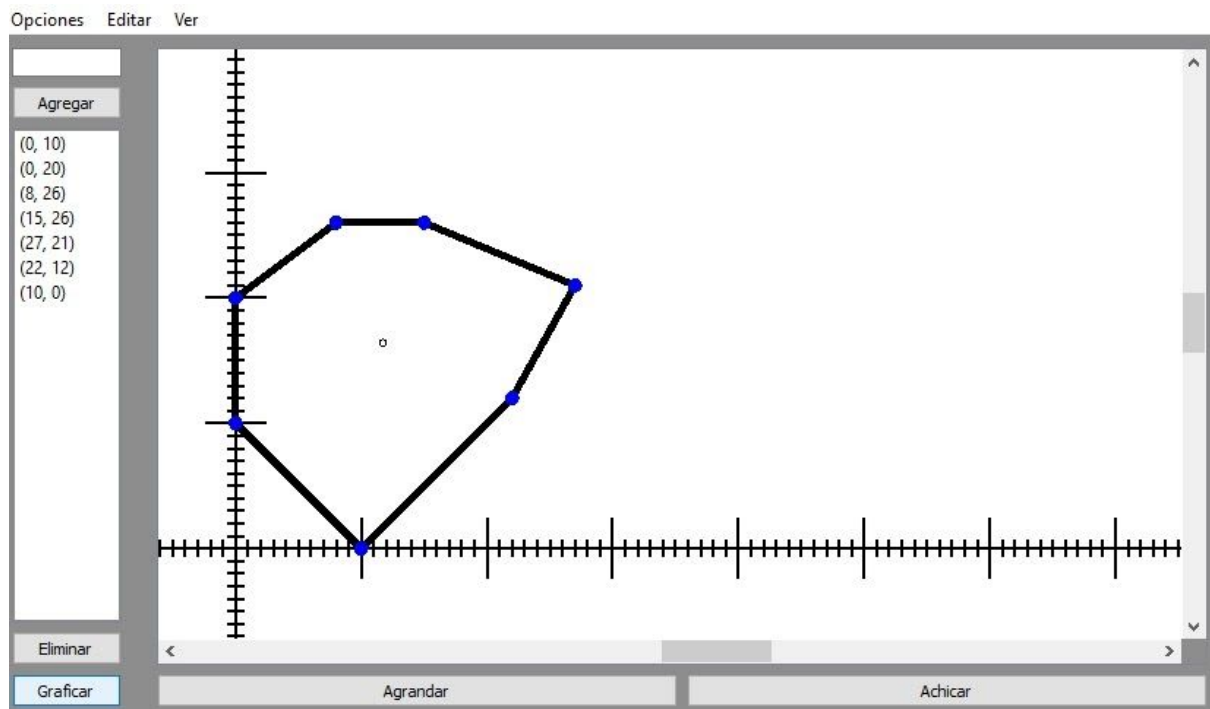 Opciones Editar Ver
Agregar
(0, 10)
(0, 20)
(8, 26)
(15, 26)
(27, 21)
(22, 12)
(10, 0)
Eliminar
Graficar
Agrandar
Achicar